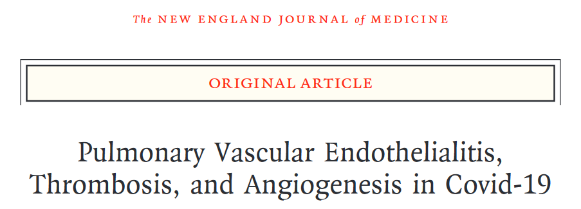 The NEW ENGLAND JOURNAL of MEDICINE
ORIGINAL ARTICLE
Pulmonary Vascular Endothelialitis,
Thrombosis, and Angiogenesis in Covid-19